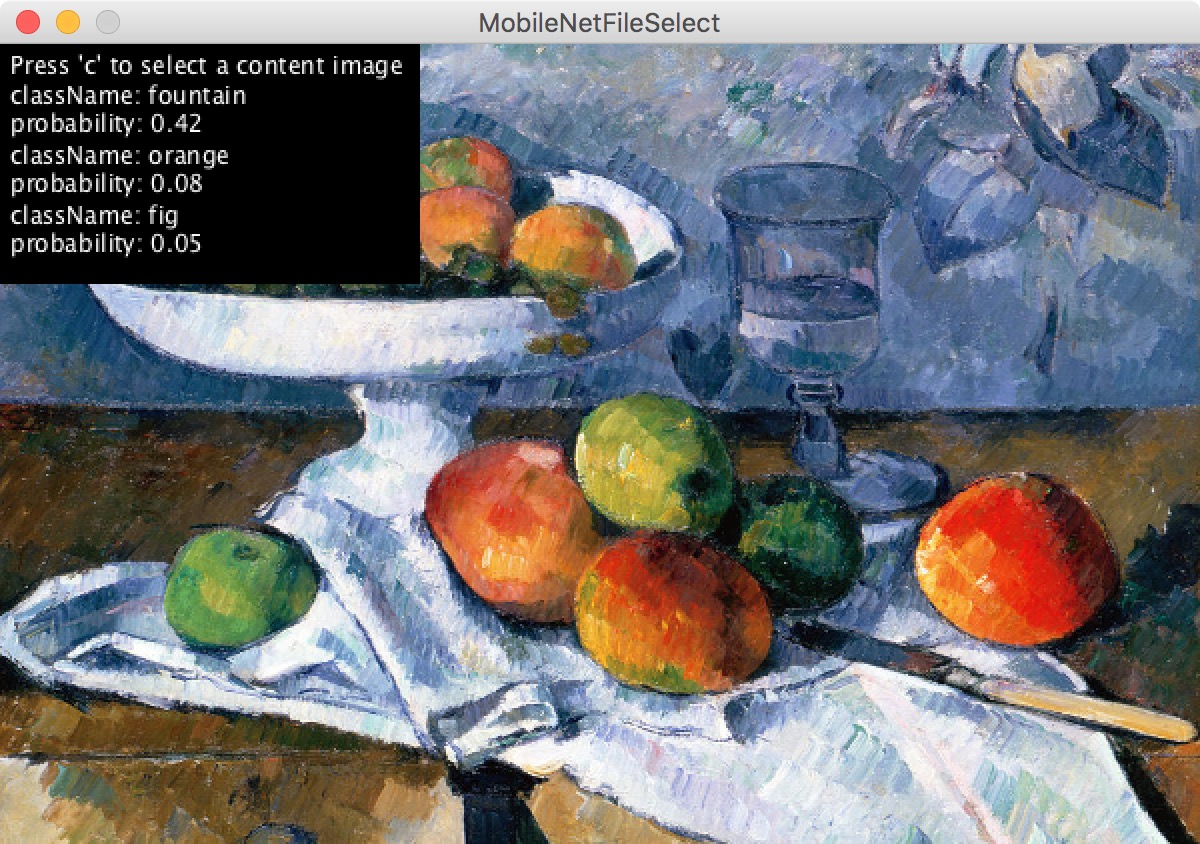 MobileNetFileSelect
Press 'c' to select a content image
className: fountain
probability: 0.42
className: orange
probability: 0.08
className: fig
probability: 0.05